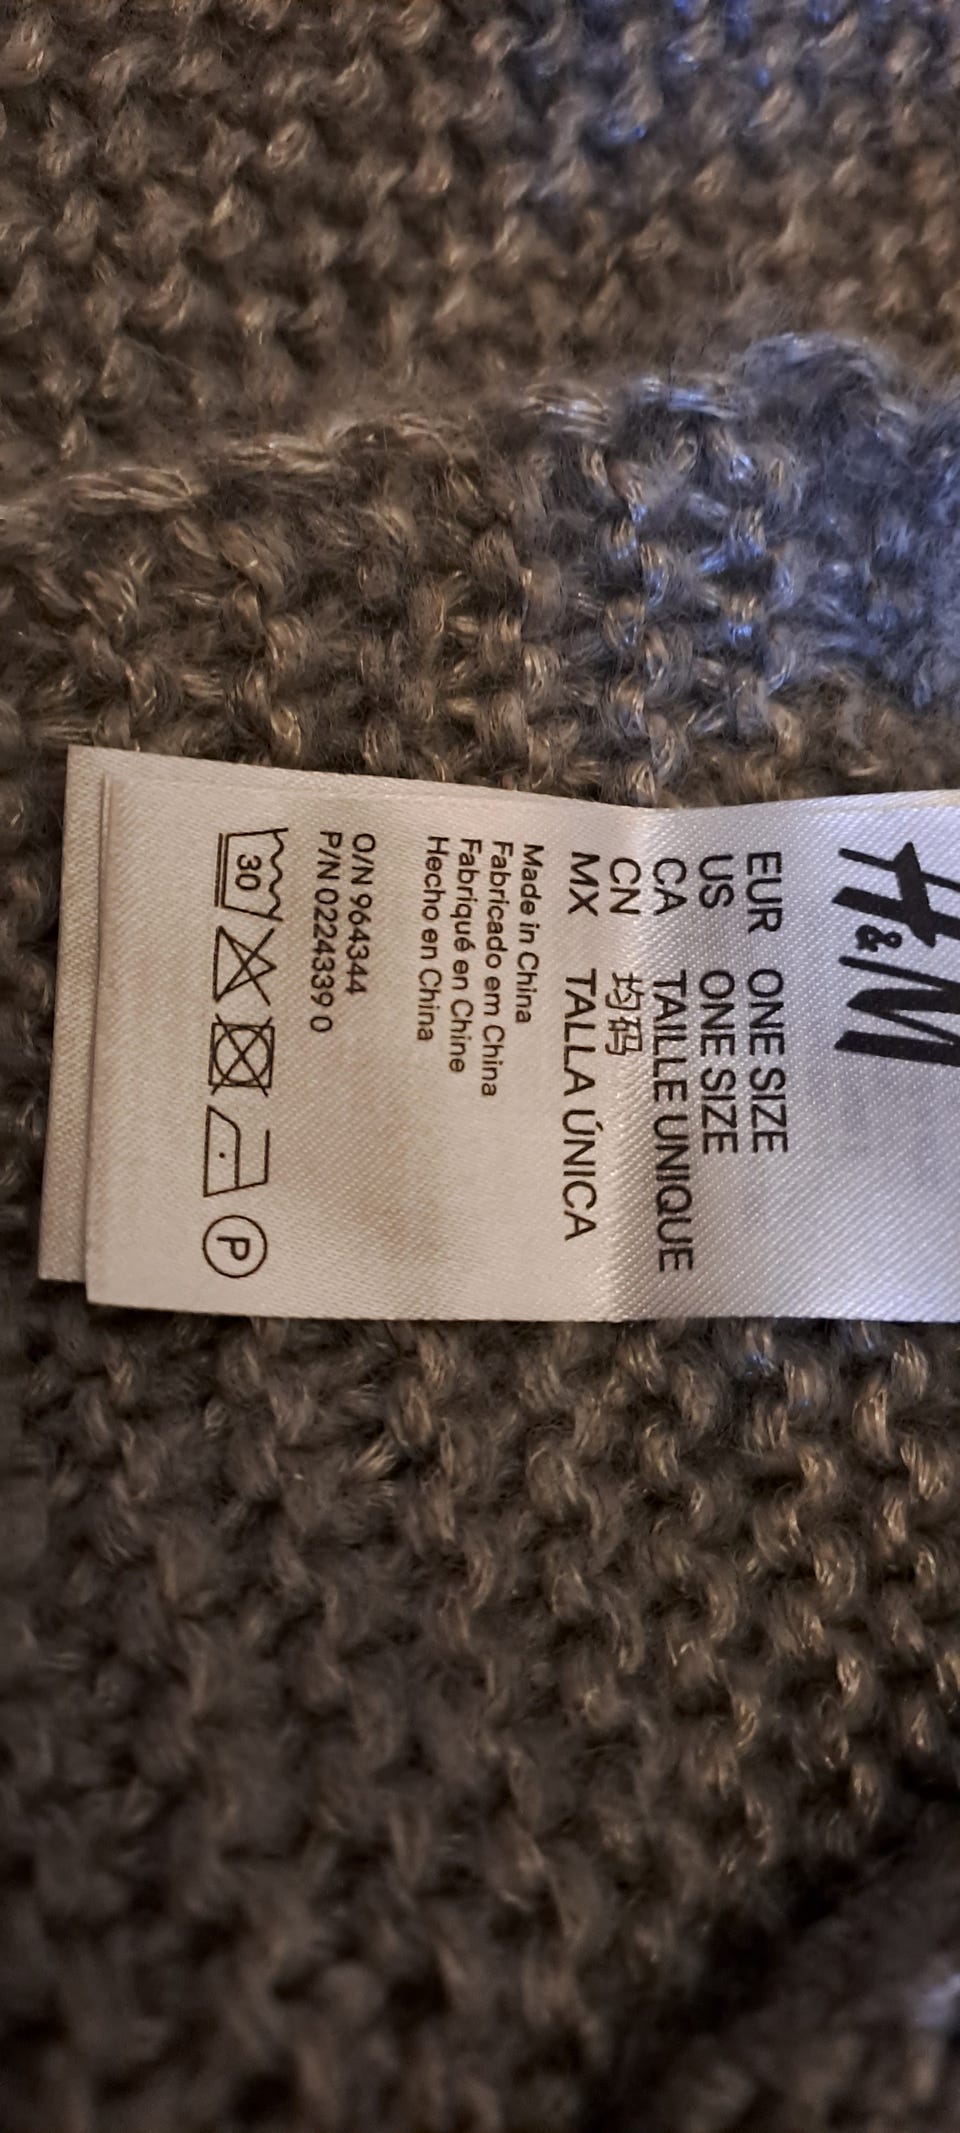 H&M
EUR ONE SIZE
US ONE SIZE
CA TAILLE UNIQUE
CN 均码
MX TALLA ÚNICA
Made in China
Fabricado em China
Fabriqué en Chine
Hecho en China
O/N 964344
P/N 0224339 0
30
P